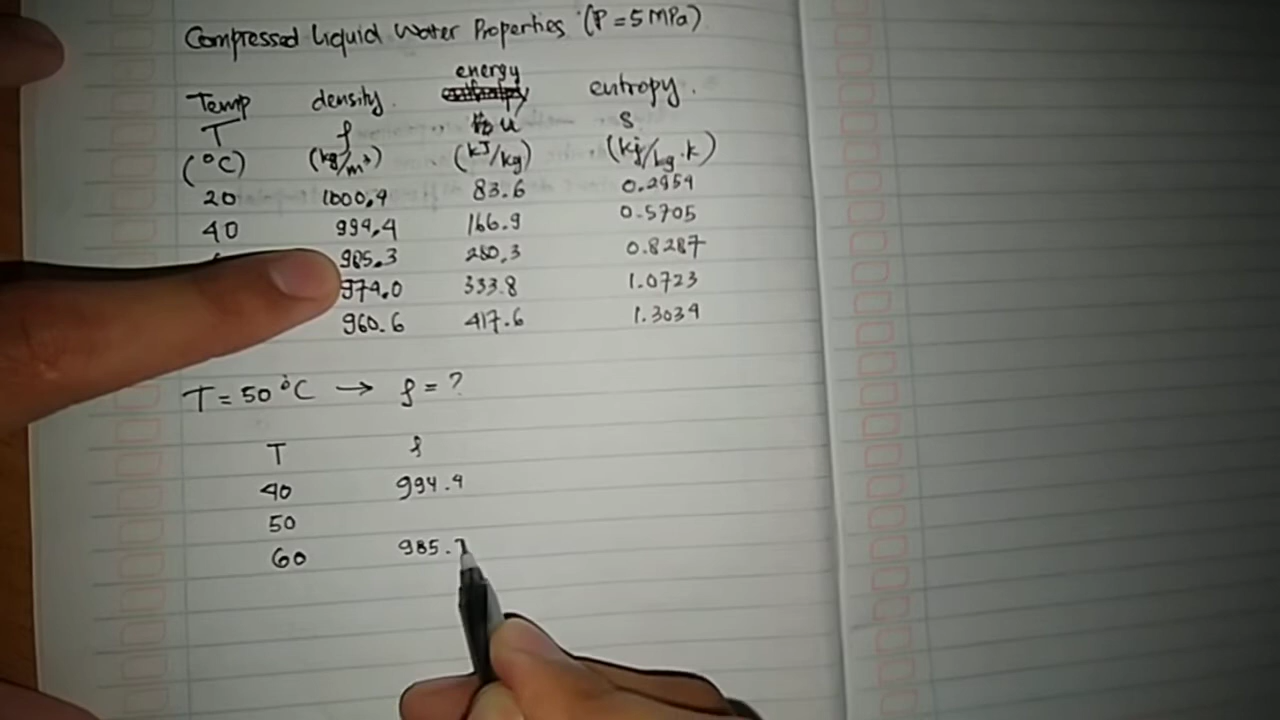 Compressed Liquid Water Properties (P = 5 MPa)
energy
Temp density. entropy.
T ρ u s
(°C) (kg/m³) (kJ/kg) (kJ/kg.K)
20 1000,4 83.6 0.2954
40 994,4 166.9 0.5705
985.3 250,3 0.8287
974.0 333.8 1.0723
960.6 417.6 1.3034
T = 50°C → ρ = ?
T ρ
40 994.4
50
60 985.